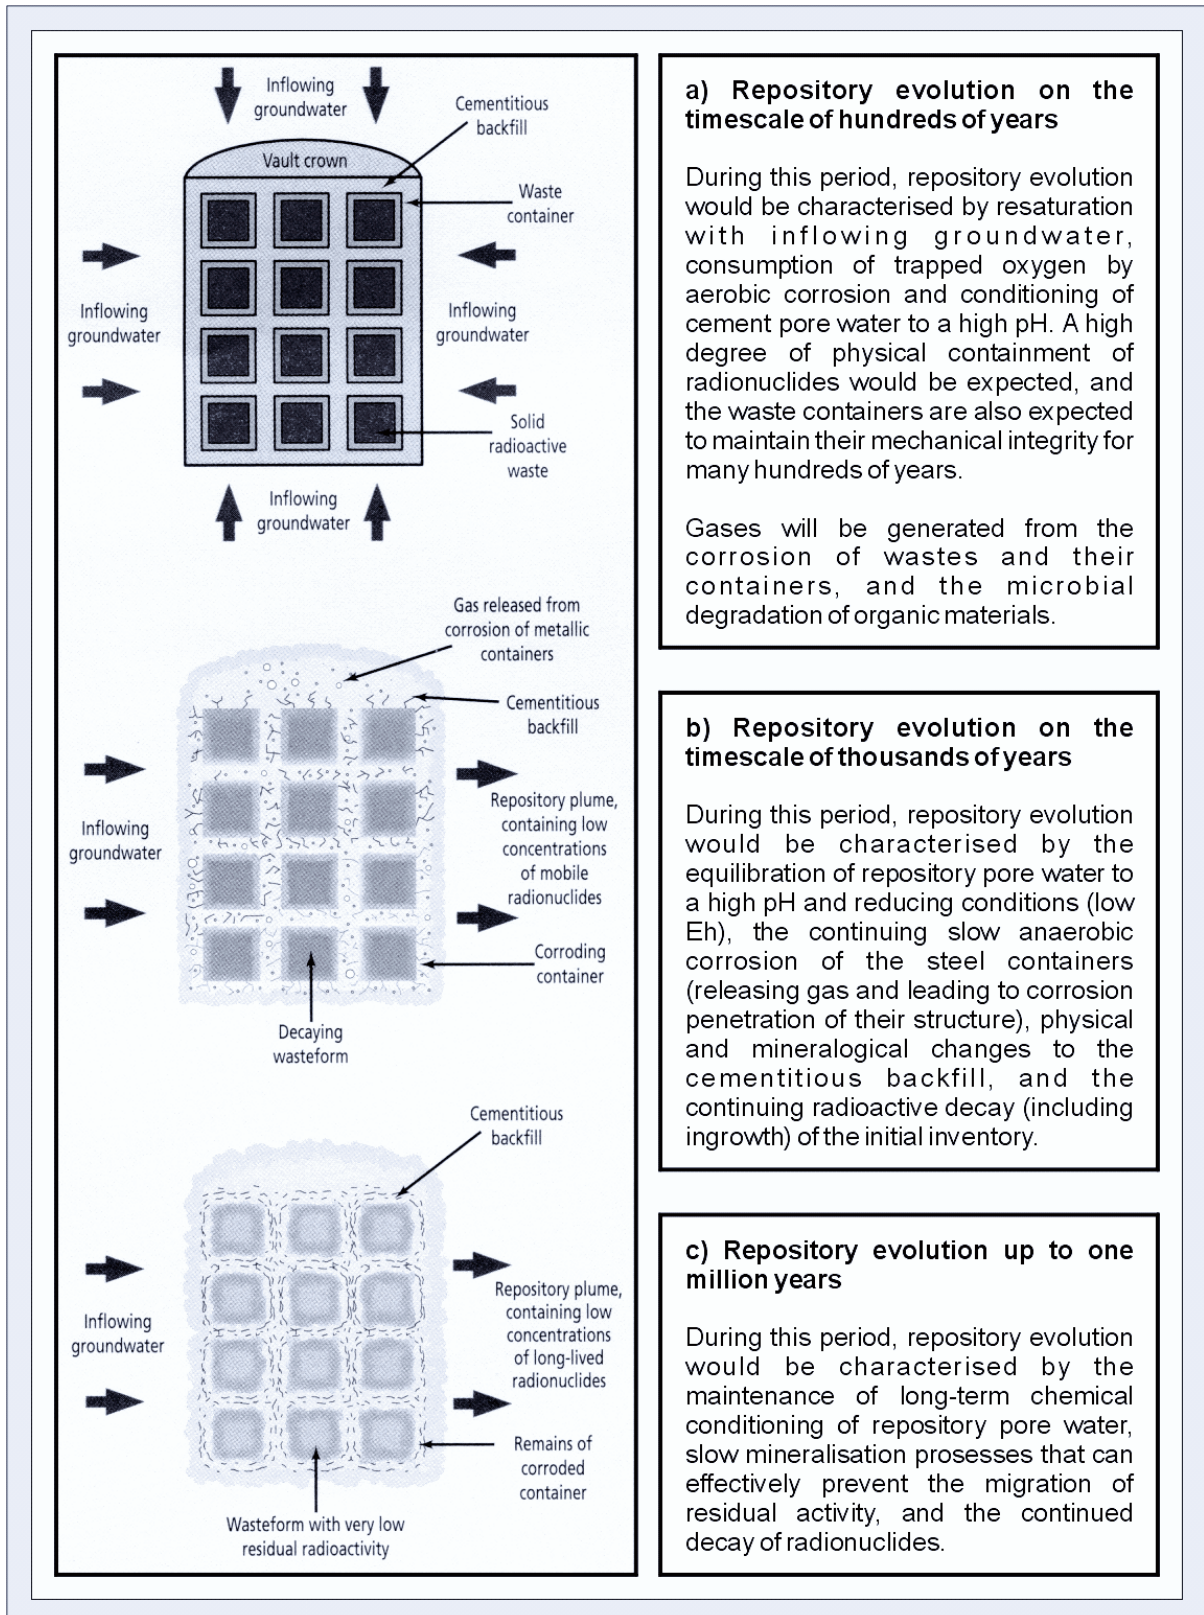 Inflowing
groundwater
Cementitious
backfill
Vault crown
Waste
container
Inflowing
groundwater
Inflowing
groundwater
Solid
radioactive
waste
Inflowing
groundwater
Gas released from
corrosion of metallic
containers
Cementitious
backfill
Inflowing
groundwater
Repository plume,
containing low
concentrations
of mobile
radionuclides
Corroding
container
Decaying
wasteform
Cementitious
backfill
Inflowing
groundwater
Repository plume,
containing low
concentrations
of long-lived
radionuclides
Remains of
corroded
container
Wasteform with very low
residual radioactivity
a) Repository evolution on the
timescale of hundreds of years
During this period, repository evolution
would be characterised by resaturation
with inflowing groundwater,
consumption of trapped oxygen by
aerobic corrosion and conditioning of
cement pore water to a high pH. A high
degree of physical containment of
radionuclides would be expected, and
the waste containers are also expected
to maintain their mechanical integrity for
many hundreds of years.
Gases will be generated from the
corrosion of wastes and their
containers, and the microbial
degradation of organic materials.
b) Repository evolution on the
timescale of thousands of years
During this period, repository evolution
would be characterised by the
equilibration of repository pore water to
a high pH and reducing conditions (low
Eh), the continuing slow anaerobic
corrosion of the steel containers
(releasing gas and leading to corrosion
penetration of their structure), physical
and mineralogical changes to the
cementitious backfill, and the
continuing radioactive decay (including
ingrowth) of the initial inventory.
c) Repository evolution up to one
million years
During this period, repository evolution
would be characterised by the
maintenance of long-term chemical
conditioning of repository pore water,
slow mineralisation prosesses that can
effectively prevent the migration of
residual activity, and the continued
decay of radionuclides.